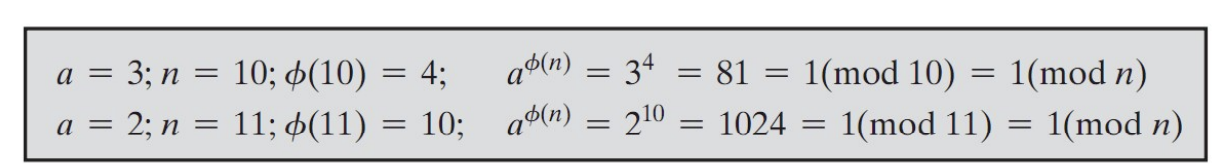 a = 3; n = 10; ϕ(10) = 4; a^ϕ(n) = 3^4 = 81 = 1(mod 10) = 1(mod n)
a = 2; n = 11; ϕ(11) = 10; a^ϕ(n) = 2^10 = 1024 = 1(mod 11) = 1(mod n)